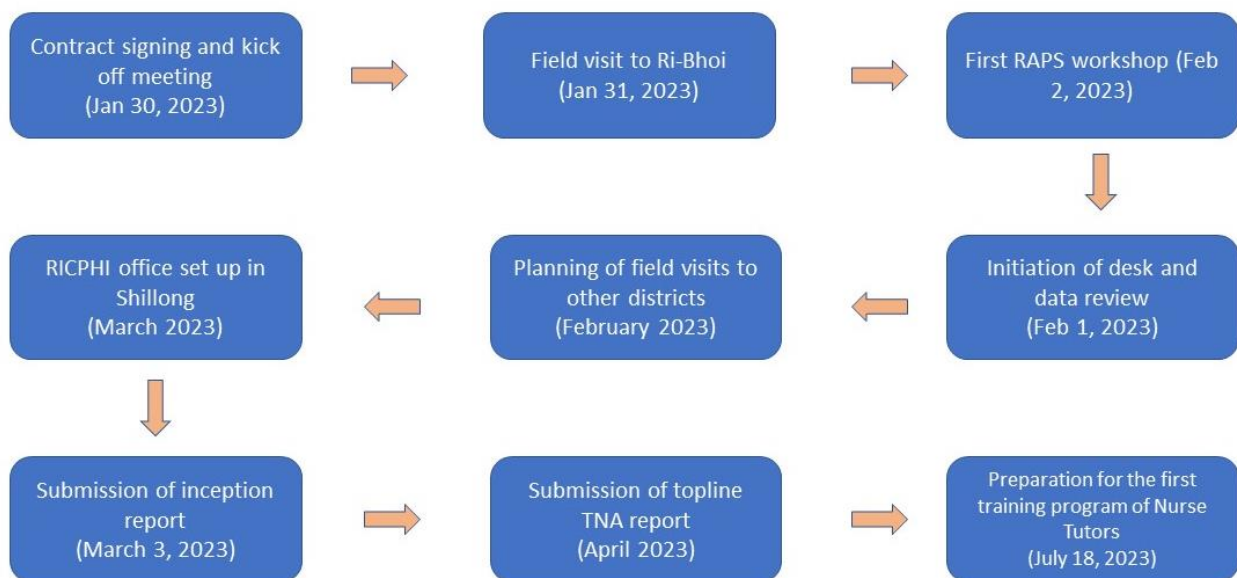 Contract signing and kick
off meeting
(Jan 30, 2023)
Field visit to Ri-Bhoi
(Jan 31, 2023)
First RAPS workshop (Feb
2, 2023)
Initiation of desk and
data review
(Feb 1, 2023)
Planning of field visits to
other districts
(February 2023)
RICPHI office set up in
Shillong
(March 2023)
Submission of inception
report
(March 3, 2023)
Submission of topline
TNA report
(April 2023)
Preparation for the first
training program of Nurse
Tutors
(July 18, 2023)